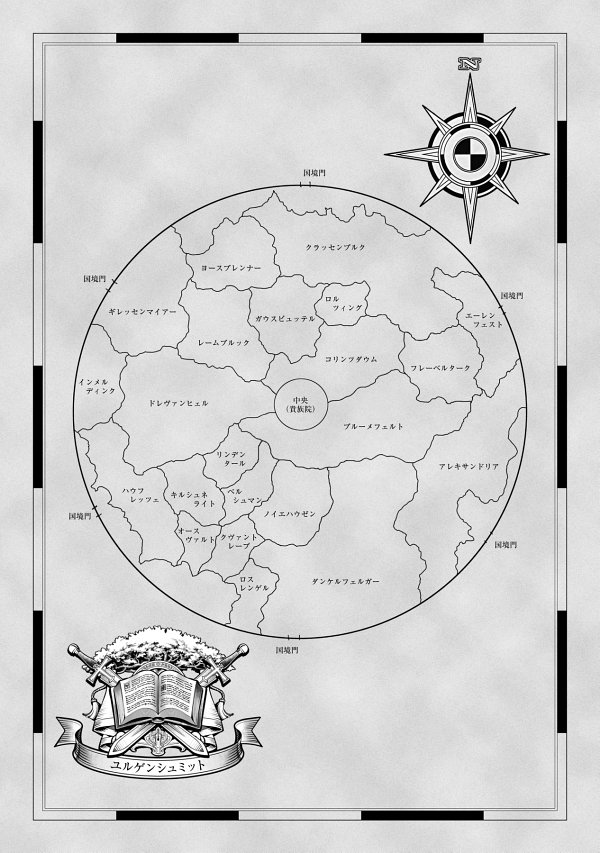 N
国境門
クラッセンブルク
ヨースブレンナー
国境門
国境門
ロル
ツィング
ギレッセンマイアー
ガウスビュッテル
エーレン
フェスト
レームブロック
コリンツダウム
フレーベルターク
インメル
ディンク
ドレヴァンヒェル
中央
(貴族院)
ブルーメフェルト
リンデン
タール
アレキサンドリア
ハウフ
レッツェ
キルシュネ
ライト
ベル
シュマン
ノイエハウゼン
国境門
オース
ヴァルト
クヴァント
レープ
国境門
ロス
レンゲル
ダンケルフェルガー
国境門
ユルゲンシュミット